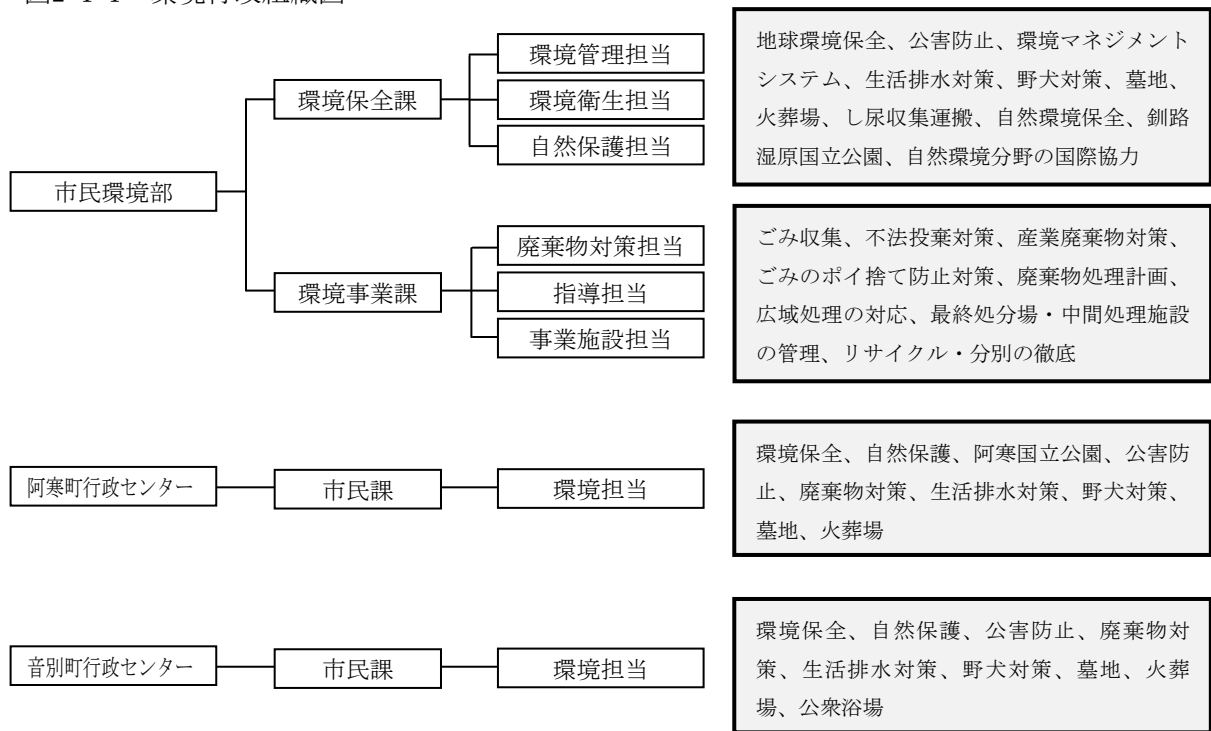 市民環境部
環境保全課
環境管理担当
環境衛生担当
自然保護担当
地球環境保全、公害防止、環境マネジメント
システム、生活排水対策、野犬対策、墓地、
火葬場、し尿収集運搬、自然環境保全、釧路
湿原国立公園、自然環境分野の国際協力
環境事業課
廃棄物対策担当
指導担当
事業施設担当
ごみ収集、不法投棄対策、産業廃棄物対策、
ごみのポイ捨て防止対策、廃棄物処理計画、
広域処理の対応、最終処分場・中間処理施設
の管理、リサイクル・分別の徹底
阿寒町行政センター
市民課
環境担当
環境保全、自然保護、阿寒国立公園、公害防
止、廃棄物対策、生活排水対策、野犬対策、
墓地、火葬場
音別町行政センター
市民課
環境担当
環境保全、自然保護、公害防止、廃棄物対
策、生活排水対策、野犬対策、墓地、火葬
場、公衆浴場